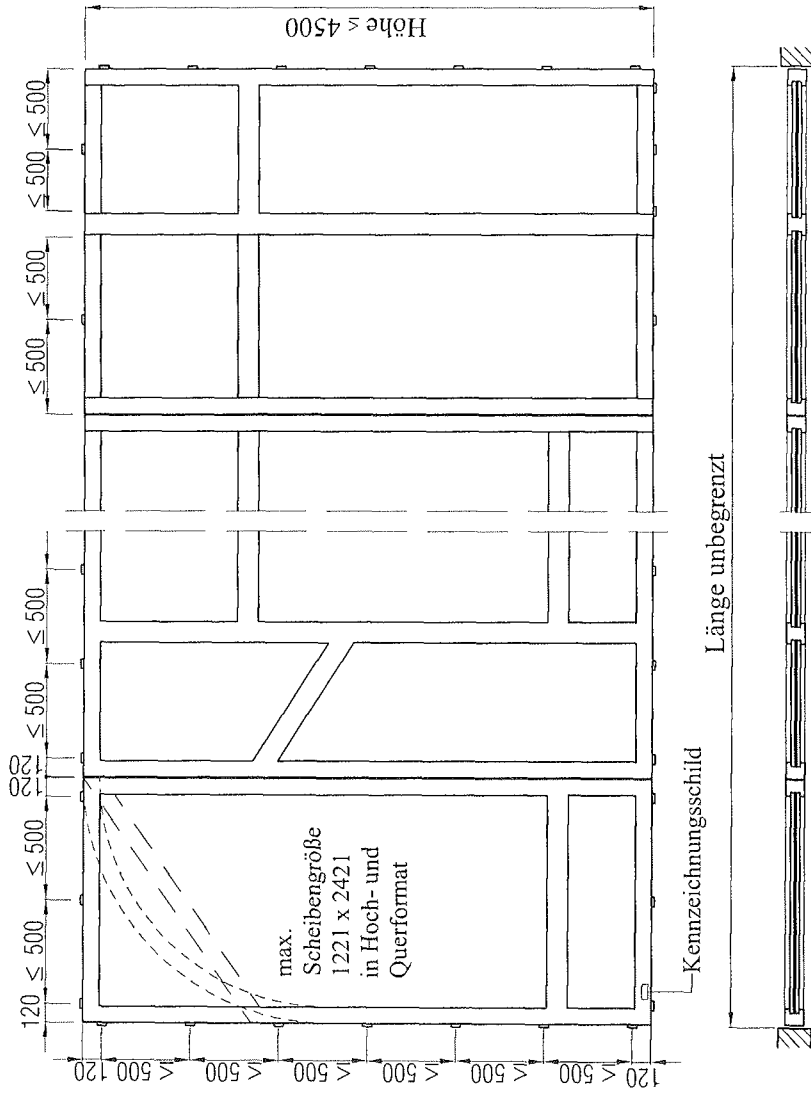 ≤ 500
≤ 500
≤ 500
≤ 500
Höhe ≤ 4500
≤ 500
≤ 500
120
120
≤ 500
≤ 500
120
max.
Scheibengröße
1221 x 2421
in Hoch- und
Querformat
120
≤ 500
≤ 500
≤ 500
≤ 500
≤ 500
≤ 500
120
Kennzeichnungsschild
Länge unbegrenzt